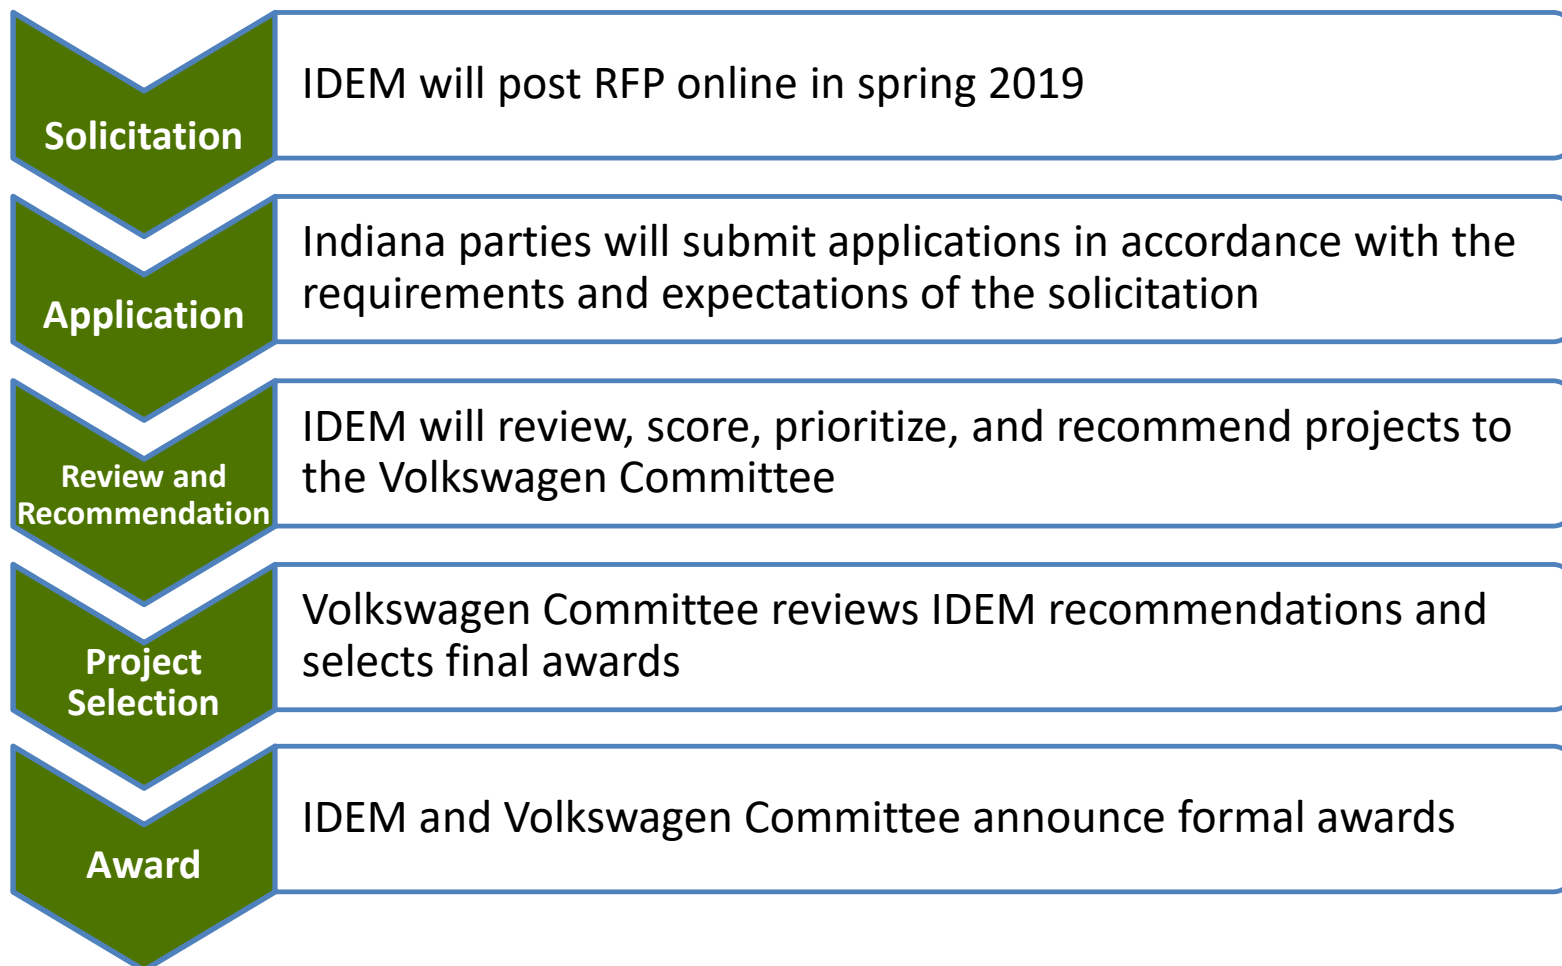 Solicitation
IDEM will post RFP online in spring 2019
Application
Indiana parties will submit applications in accordance with the
requirements and expectations of the solicitation
Review and
Recommendation
IDEM will review, score, prioritize, and recommend projects to
the Volkswagen Committee
Project
Selection
Volkswagen Committee reviews IDEM recommendations and
selects final awards
Award
IDEM and Volkswagen Committee announce formal awards